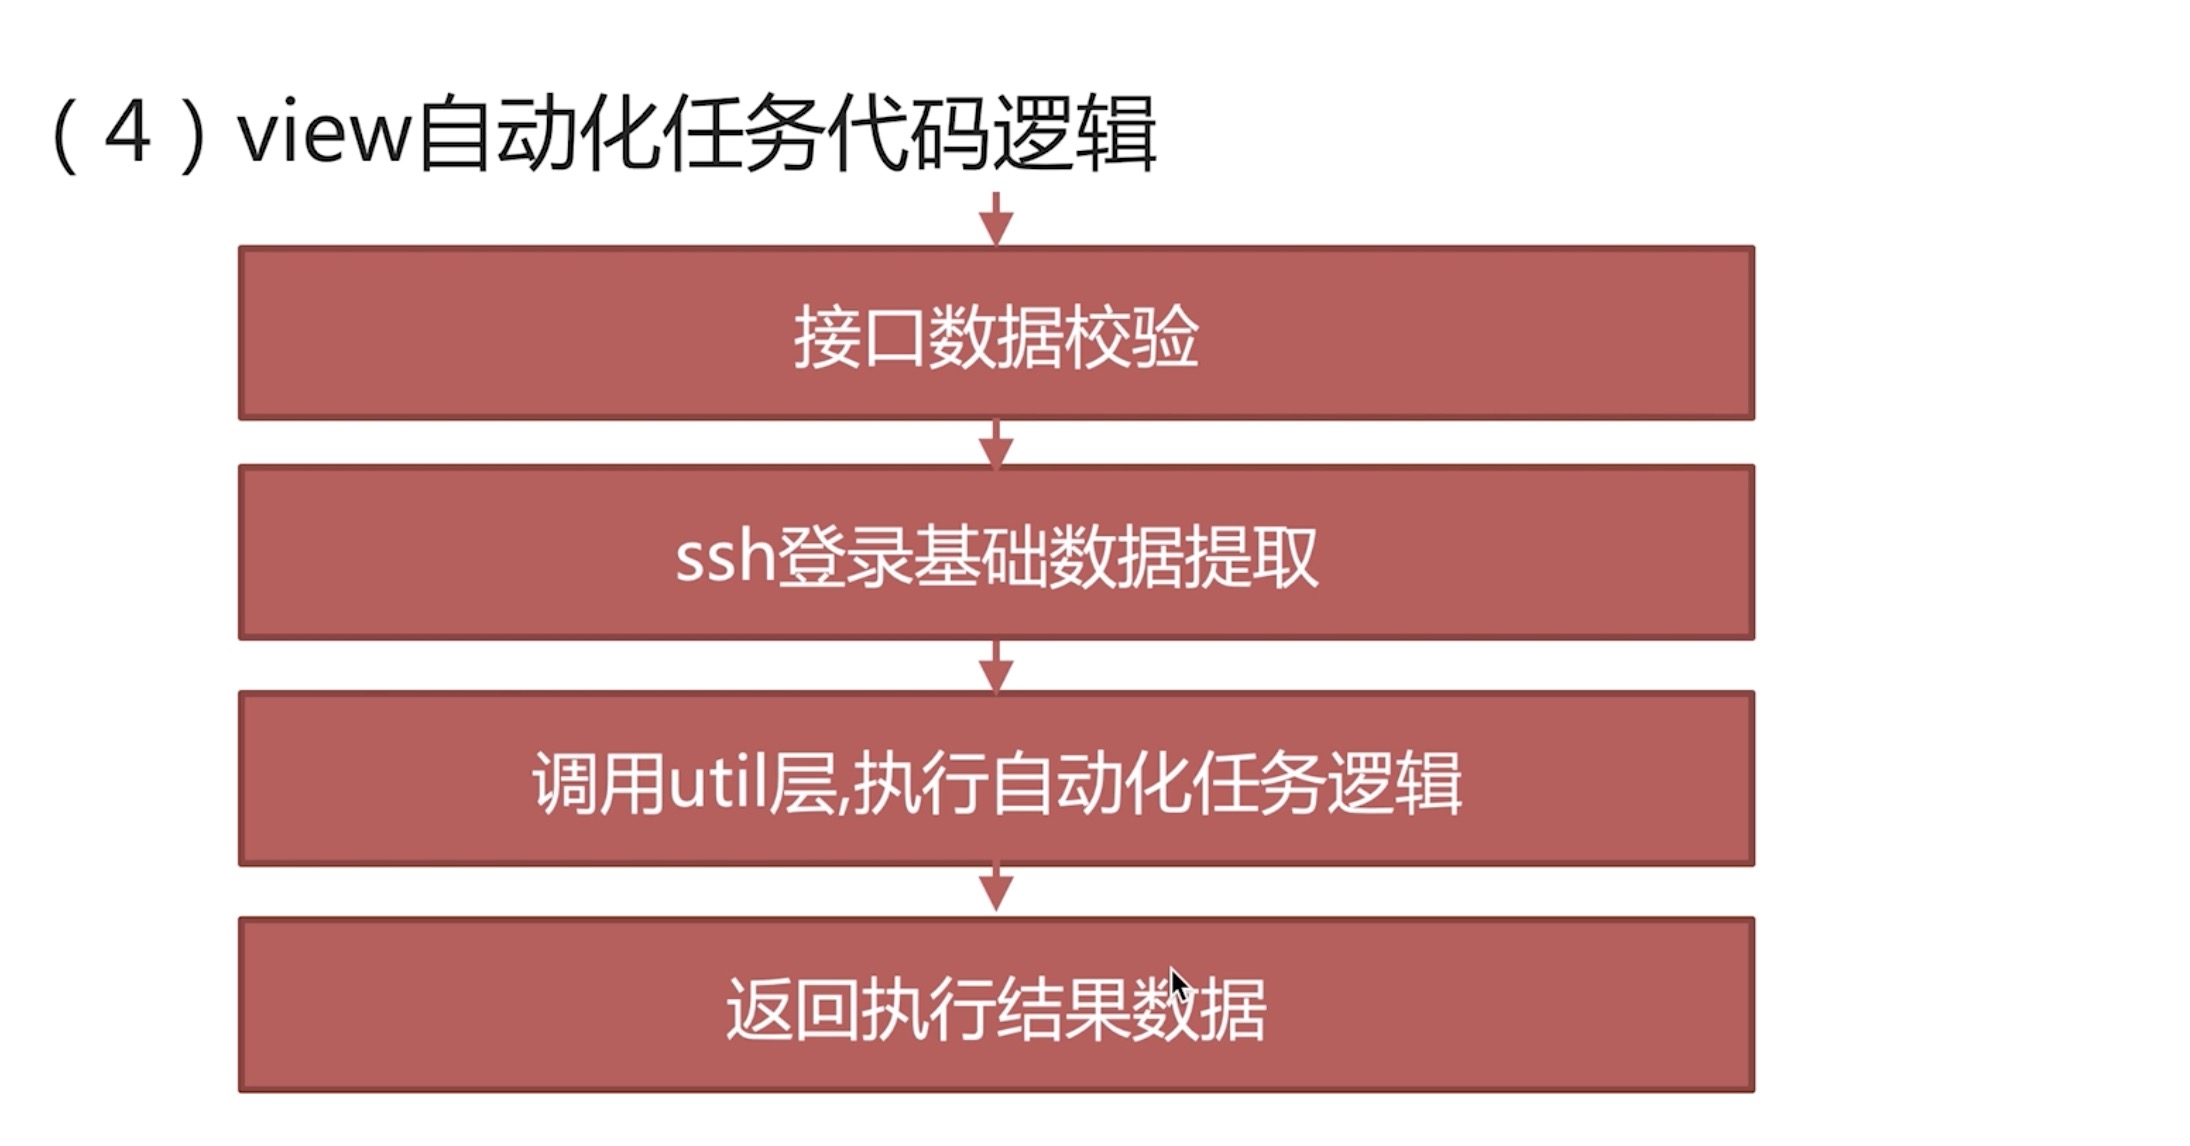 （4）view自动化任务代码逻辑
接口数据校验
ssh登录基础数据提取
调用util层,执行自动化任务逻辑
返回执行结果数据